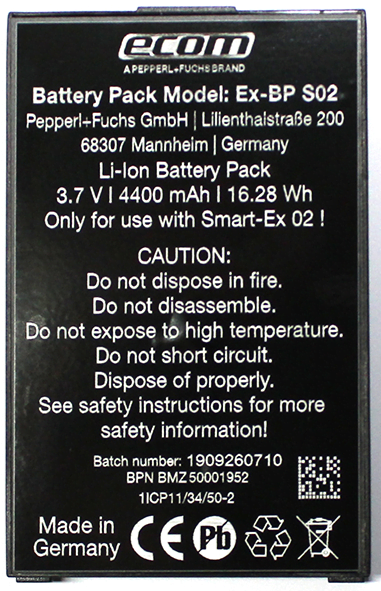 ecom
A PEPPERL+FUCHS BRAND
Battery Pack Model: Ex-BP S02
Pepperl+Fuchs GmbH | Lilienthalstraße 200
68307 Mannheim | Germany
Li-Ion Battery Pack
3.7 V I 4400 mAh | 16.28 Wh
Only for use with Smart-Ex 02 !
CAUTION:
Do not dispose in fire.
Do not disassemble.
Do not expose to high temperature.
Do not short circuit.
Dispose of properly.
See safety instructions for more
safety information!
Batch number: 1909260710
BPN BMZ 50001952
1ICP11/34/50-2
Made in
Germany
CE Pb